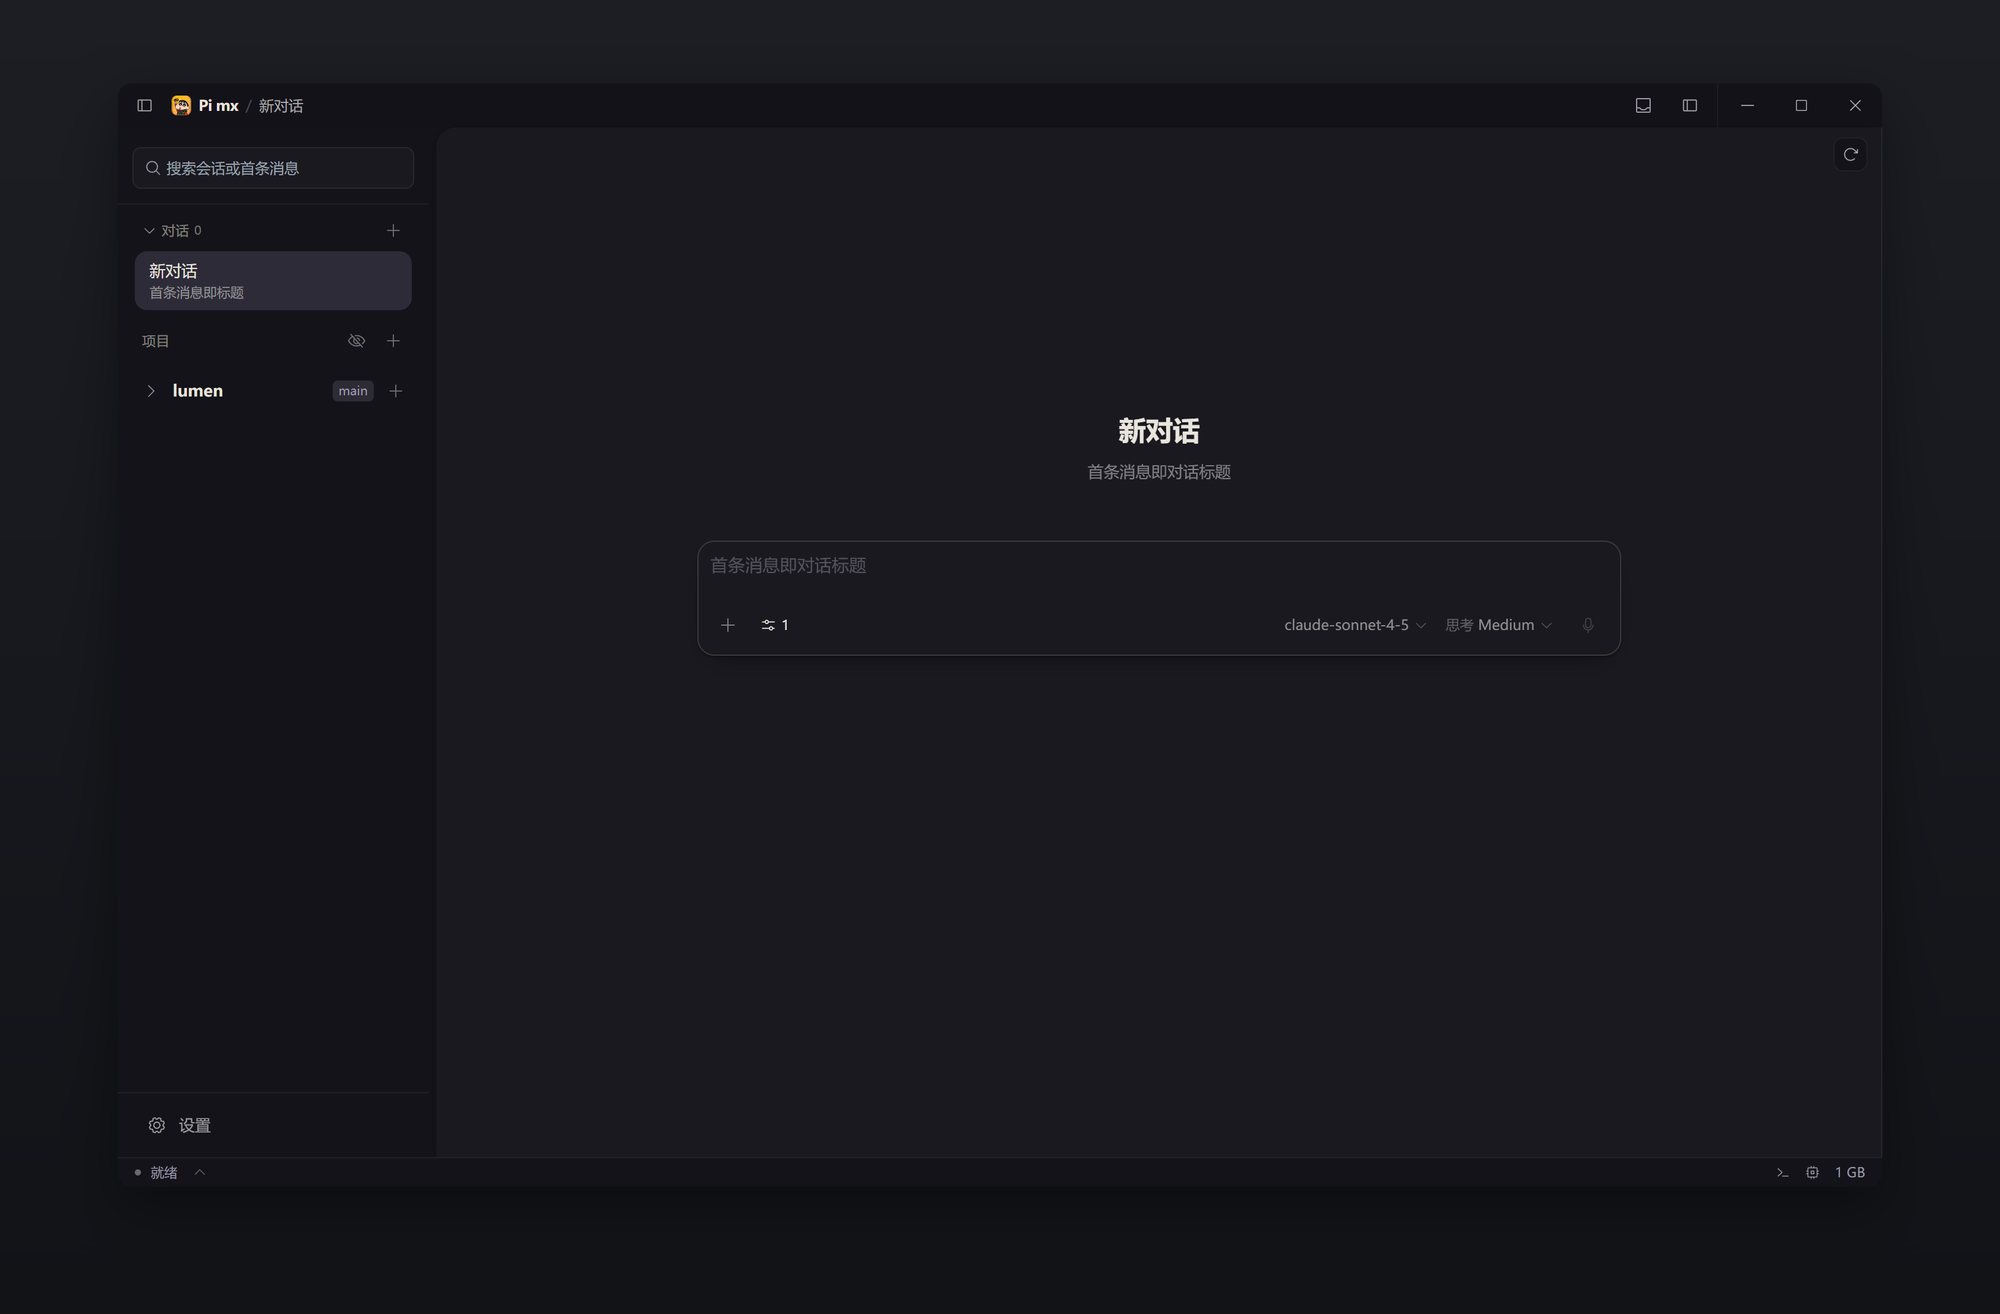 Pi mx / 新对话
搜索会话或首条消息
对话 0
新对话
首条消息即标题
项目
lumen main
新对话
首条消息即对话标题
首条消息即对话标题
1 claude-sonnet-4-5 思考 Medium
设置
就绪 1 GB